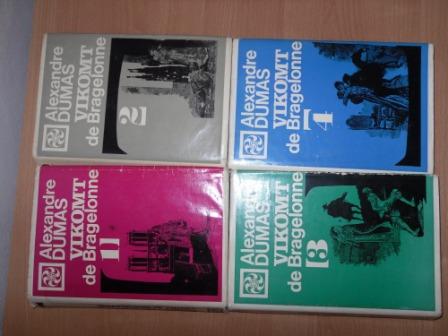 Alexandre
DUMAS
VIKOMT
de Bragelonne
2
Alexandre
DUMAS
VIKOMT
de Bragelonne
4
Alexandre
DUMAS
VIKOMT
de Bragelonne
1
Alexandre
DUMAS
VIKOMT
de Bragelonne
3